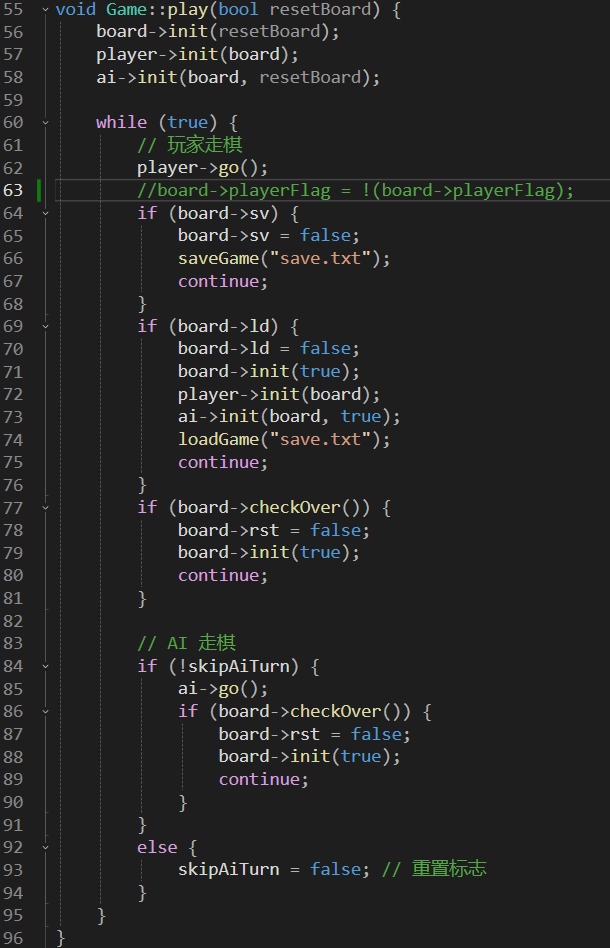 55 void Game::play(bool resetBoard) {
56     board->init(resetBoard);
57     player->init(board);
58     ai->init(board, resetBoard);
59
60     while (true) {
61         // 玩家走棋
62         player->go();
63         //board->playerFlag = !(board->playerFlag);
64         if (board->sv) {
65             board->sv = false;
66             saveGame("save.txt");
67             continue;
68         }
69         if (board->ld) {
70             board->ld = false;
71             board->init(true);
72             player->init(board);
73             ai->init(board, true);
74             loadGame("save.txt");
75             continue;
76         }
77         if (board->checkOver()) {
78             board->rst = false;
79             board->init(true);
80             continue;
81         }
82
83         // AI 走棋
84         if (!skipAiTurn) {
85             ai->go();
86             if (board->checkOver()) {
87                 board->rst = false;
88                 board->init(true);
89                 continue;
90             }
91         }
92         else {
93             skipAiTurn = false; // 重置标志
94         }
95     }
96 }